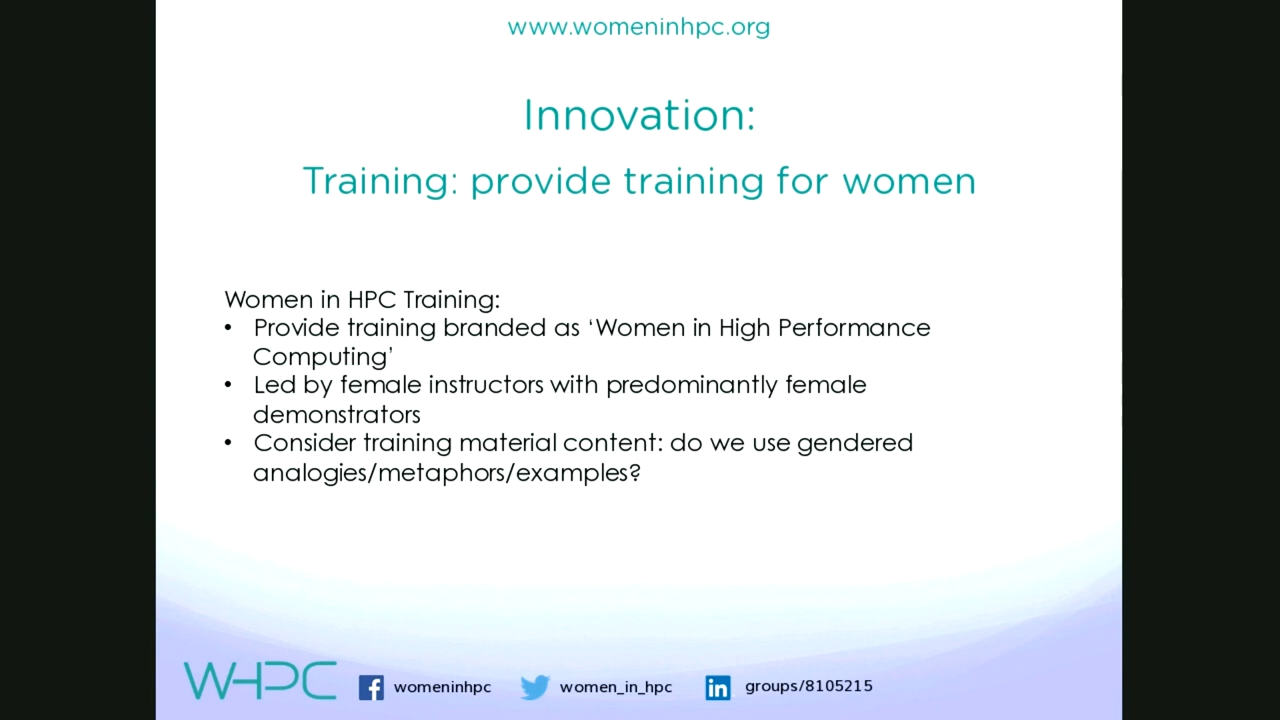 www.womeninhpc.org
Innovation:
Training: provide training for women
Women in HPC Training:
• Provide training branded as ‘Women in High Performance
Computing’
• Led by female instructors with predominantly female
demonstrators
• Consider training material content: do we use gendered
analogies/metaphors/examples?
WHPC
womeninhpc
women_in_hpc
groups/8105215